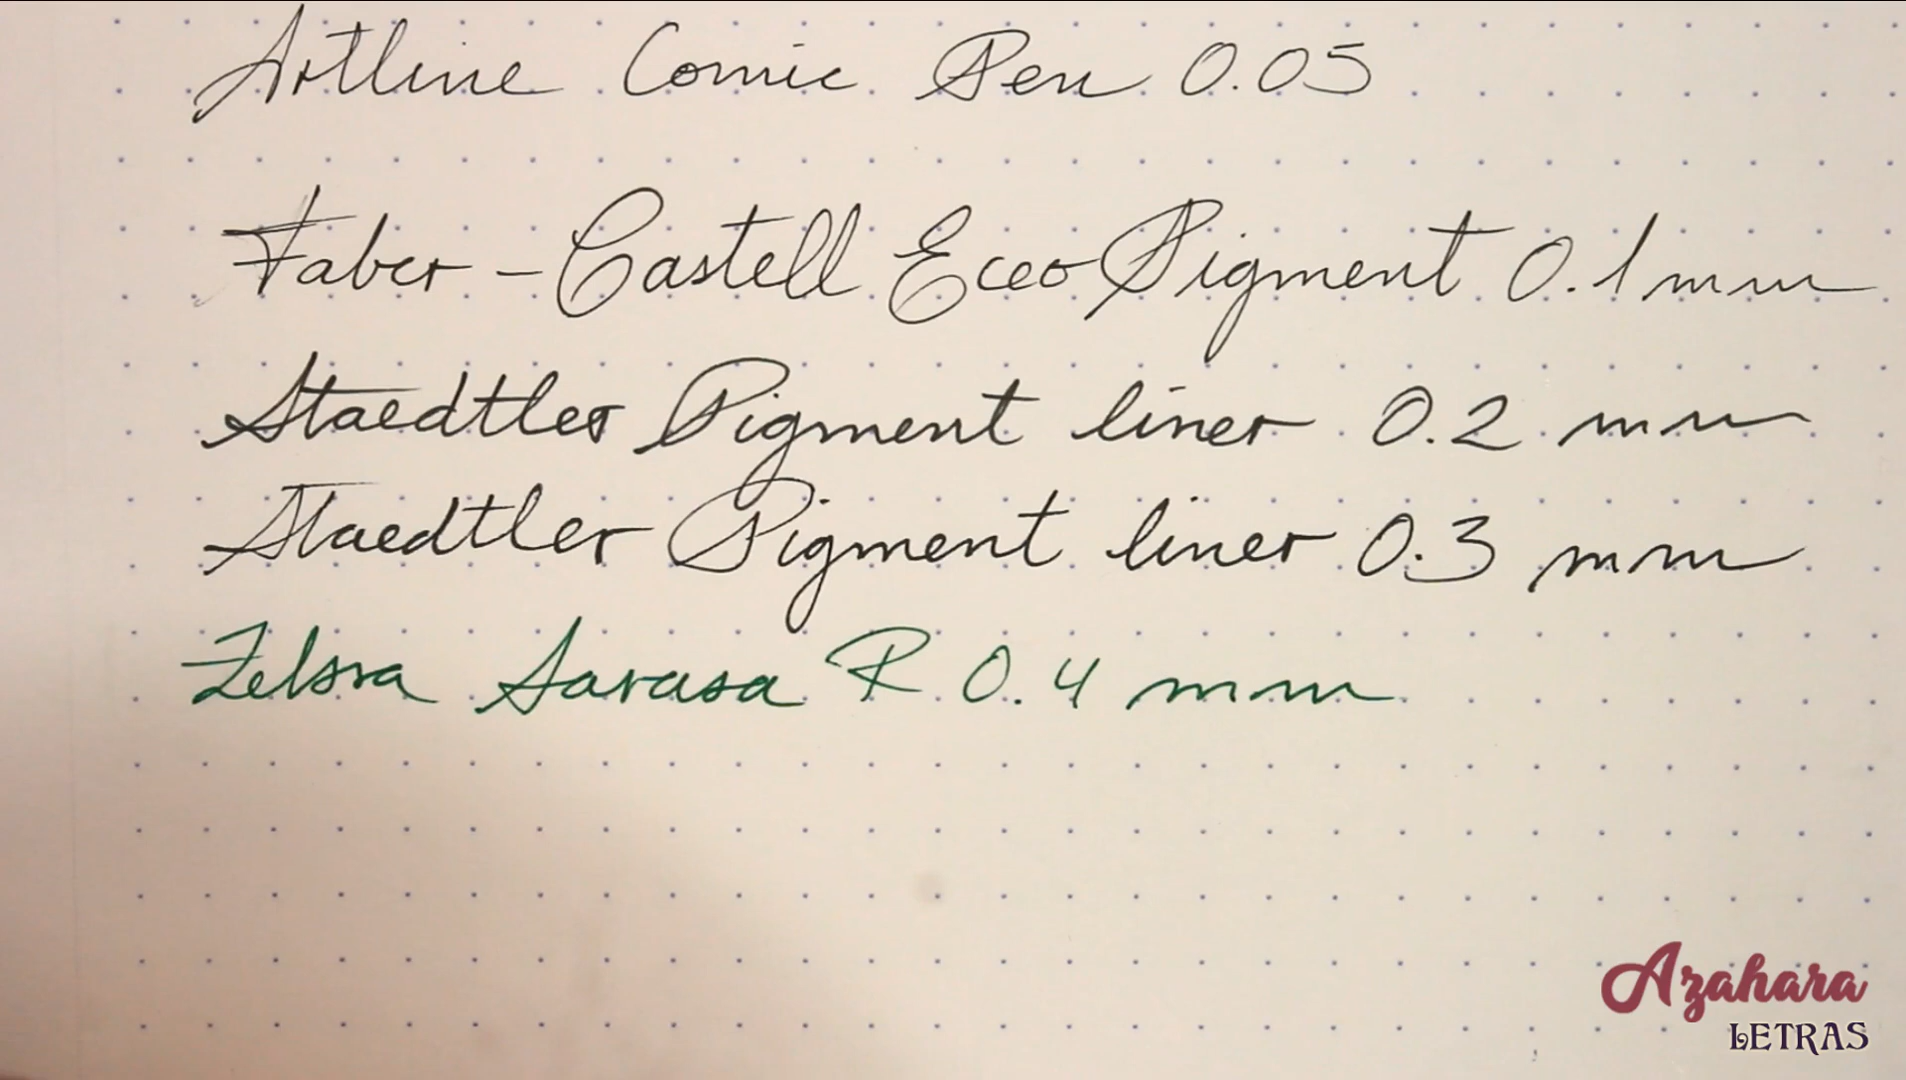 Artline Comic Pen 0.05
Faber-Castell Ecco Pigment 0.1 mm
Staedtler Pigment liner 0.2 mm
Staedtler Pigment liner 0.3 mm
Zebra Sarasa R 0.4 mm
Azahara
LETRAS